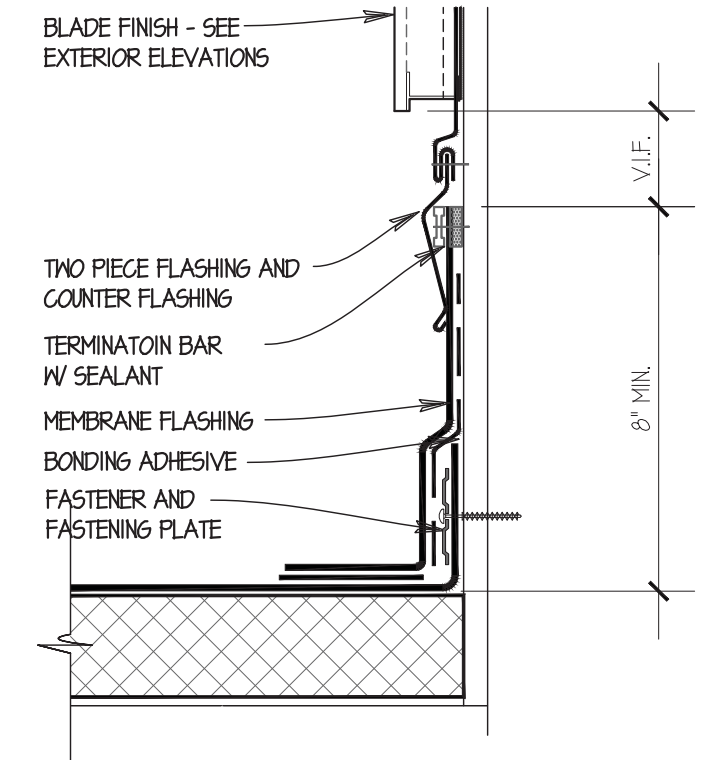 BLADE FINISH - SEE
EXTERIOR ELEVATIONS
V.I.F.
TWO PIECE FLASHING AND
COUNTER FLASHING
TERMINATOIN BAR
W/ SEALANT
8" MIN.
MEMBRANE FLASHING
BONDING ADHESIVE
FASTENER AND
FASTENING PLATE